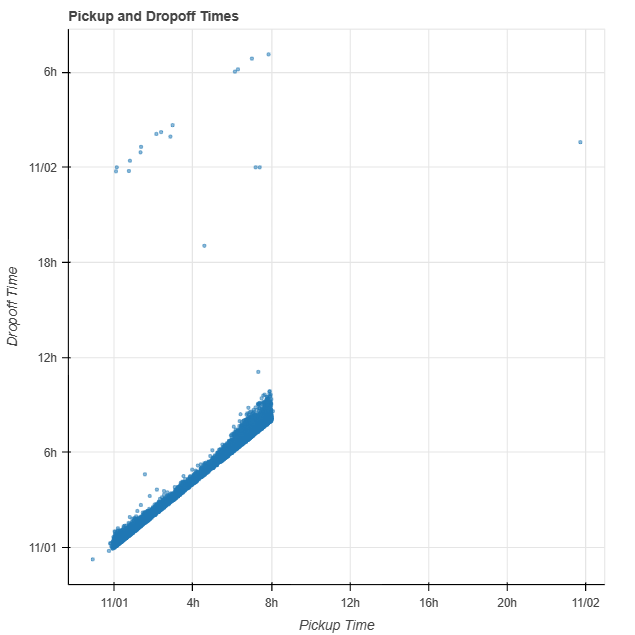 Pickup and Dropoff Times
6h
11/02
18h
12h
6h
11/01
Dropoff Time
11/01 4h 8h 12h 16h 20h 11/02
Pickup Time